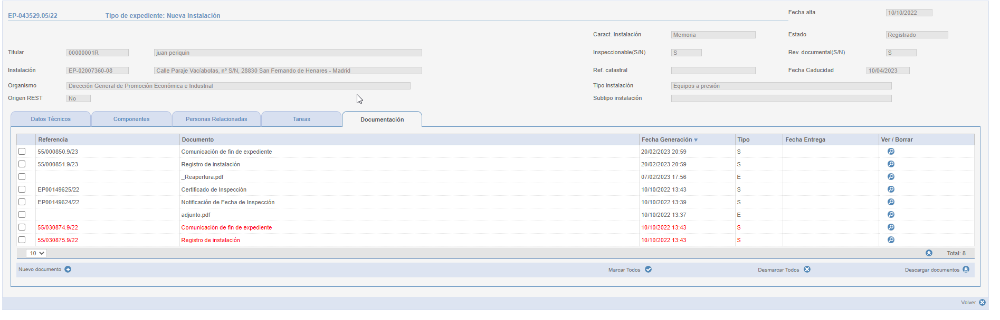 EP-043529.05/22 Tipo de expediente: Nueva Instalación Fecha alta 10/10/2022
Caract. Instalación Memoria Estado Registrado
Titular 00000001R juan periquin Inspeccionable(S/N) S Rev. documental(S/N) S
Instalación EP-02007360-08 Calle Paraje Vacíabotas, nº S/N, 28830 San Fernando de Henares - Madrid Ref. catastral Fecha Caducidad 10/04/2023
Organismo Dirección General de Promoción Económica e Industrial Tipo instalación Equipos a presión
Origen REST No Subtipo instalación
Datos Técnicos Componentes Personas Relacionadas Tareas Documentación
Referencia Documento Fecha Generación Tipo Fecha Entrega Ver / Borrar
55/000850.9/23 Comunicación de fin de expediente 20/02/2023 20:59 S
55/000851.9/23 Registro de instalación 20/02/2023 20:59 S
_Reapertura.pdf 07/02/2023 17:56 E
EP00149625/22 Certificado de Inspección 10/10/2022 13:43 S
EP00149624/22 Notificación de Fecha de Inspección 10/10/2022 13:39 S
adjunto.pdf 10/10/2022 13:37 E
55/030874.9/22 Comunicación de fin de expediente 10/10/2022 13:43 S
55/030875.9/22 Registro de instalación 10/10/2022 13:43 S
10 Total: 8
Nuevo documento Marcar Todos Desmarcar Todos Descargar documentos
Volver